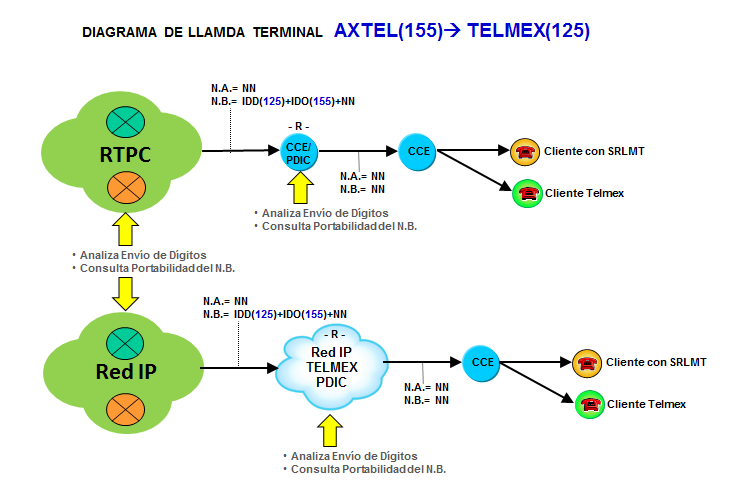 DIAGRAMA DE LLAMDA TERMINAL AXTEL(155)→ TELMEX(125)
N.A.= NN
N.B.= IDD(125)+IDO(155)+NN
- R -
RTPC
CCE/
PDIC
CCE
Cliente con SRLMT
N.A.= NN
N.B.= NN
Cliente Telmex
• Analiza Envío de Dígitos
• Consulta Portabilidad del N.B.
• Analiza Envío de Dígitos
• Consulta Portabilidad del N.B.
N.A.= NN
N.B.= IDD(125)+IDO(155)+NN
- R -
Red IP
Red IP
TELMEX
PDIC
CCE
Cliente con SRLMT
N.A.= NN
N.B.= NN
Cliente Telmex
• Analiza Envío de Dígitos
• Consulta Portabilidad del N.B.